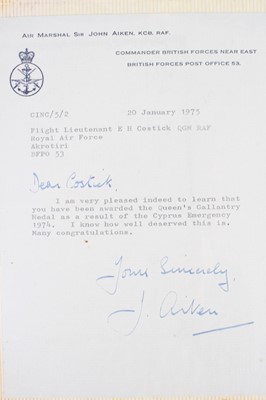 AIR MARSHAL SIR JOHN AIKEN, KCB, RAF.
COMMANDER BRITISH FORCES NEAR EAST
BRITISH FORCES POST OFFICE 53.
CINC/5/2
20 January 1975
Flight Lieutenant E H Costick QGM RAF
Royal Air Force
Akrotiri
BFPO 53
Dear Costick,
I am very pleased indeed to learn that
you have been awarded the Queen's Gallantry
Medal as a result of the Cyprus Emergency
1974. I know how well deserved this is.
Many congratulations.
Yours Sincerely,
J. Aiken